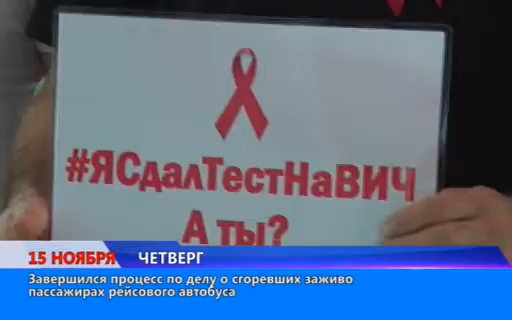 #ЯСдалТестНаВИЧ
А ты?
15 НОЯБРЯ ЧЕТВЕРГ
Завершился процесс по делу о сгоревших заживо
пассажирах рейсового автобуса